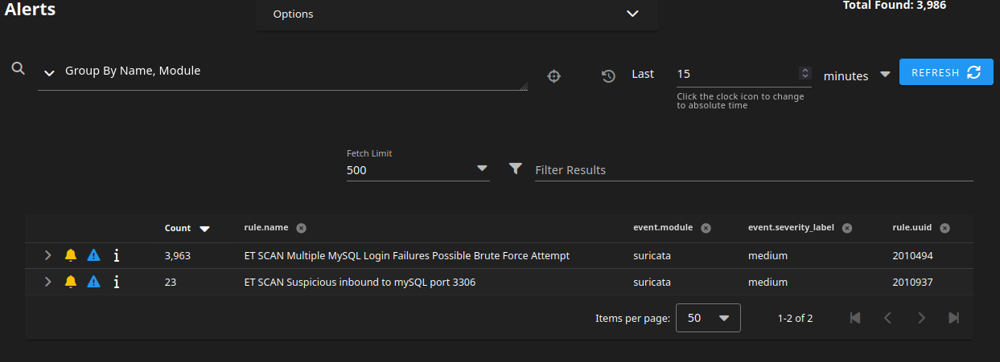 Alerts
Options
Total Found: 3,986
Group By Name, Module
Last
15
minutes
REFRESH
Click the clock icon to change
to absolute time
Fetch Limit
500
Filter Results
Count rule.name event.module event.severity_label rule.uuid
3,963 ET SCAN Multiple MySQL Login Failures Possible Brute Force Attempt suricata medium 2010494
23 ET SCAN Suspicious inbound to mySQL port 3306 suricata medium 2010937
Items per page: 50 1-2 of 2